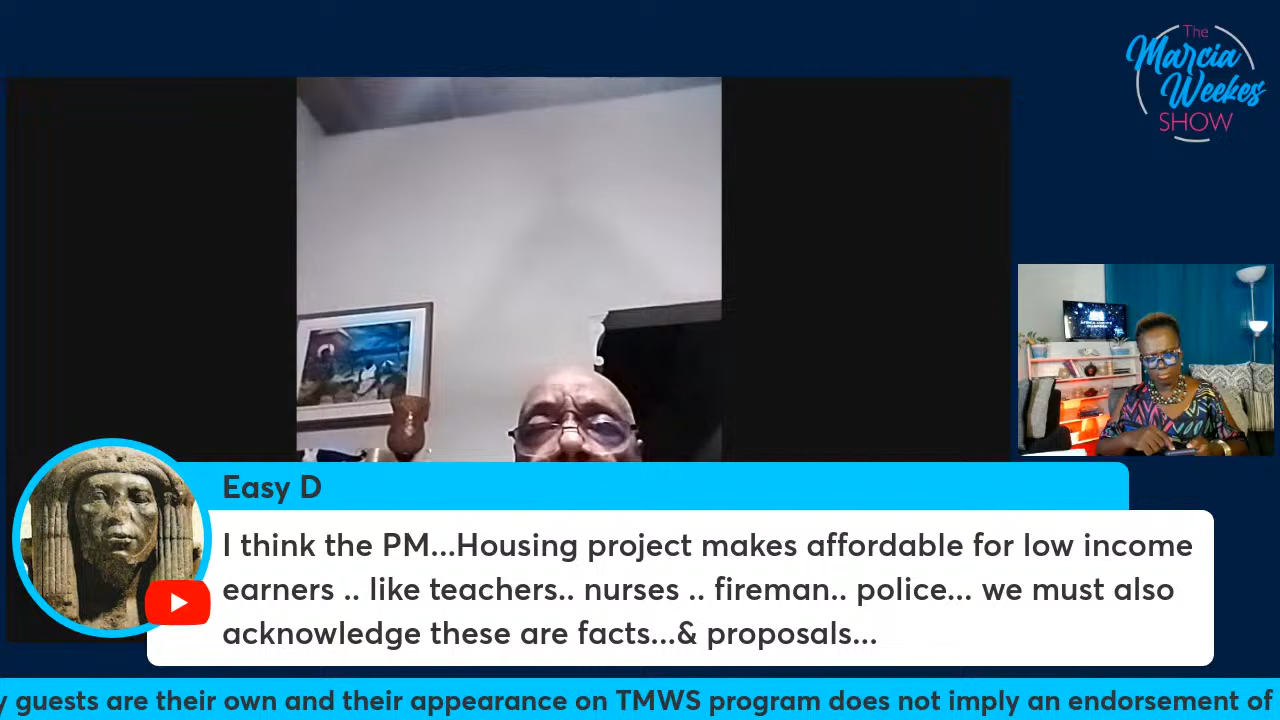 The
Marcia
Weekes
SHOW
Easy D
I think the PM...Housing project makes affordable for low income
earners .. like teachers.. nurses .. fireman.. police... we must also
acknowledge these are facts...& proposals...
guests are their own and their appearance on TMWS program does not imply an endorsement of